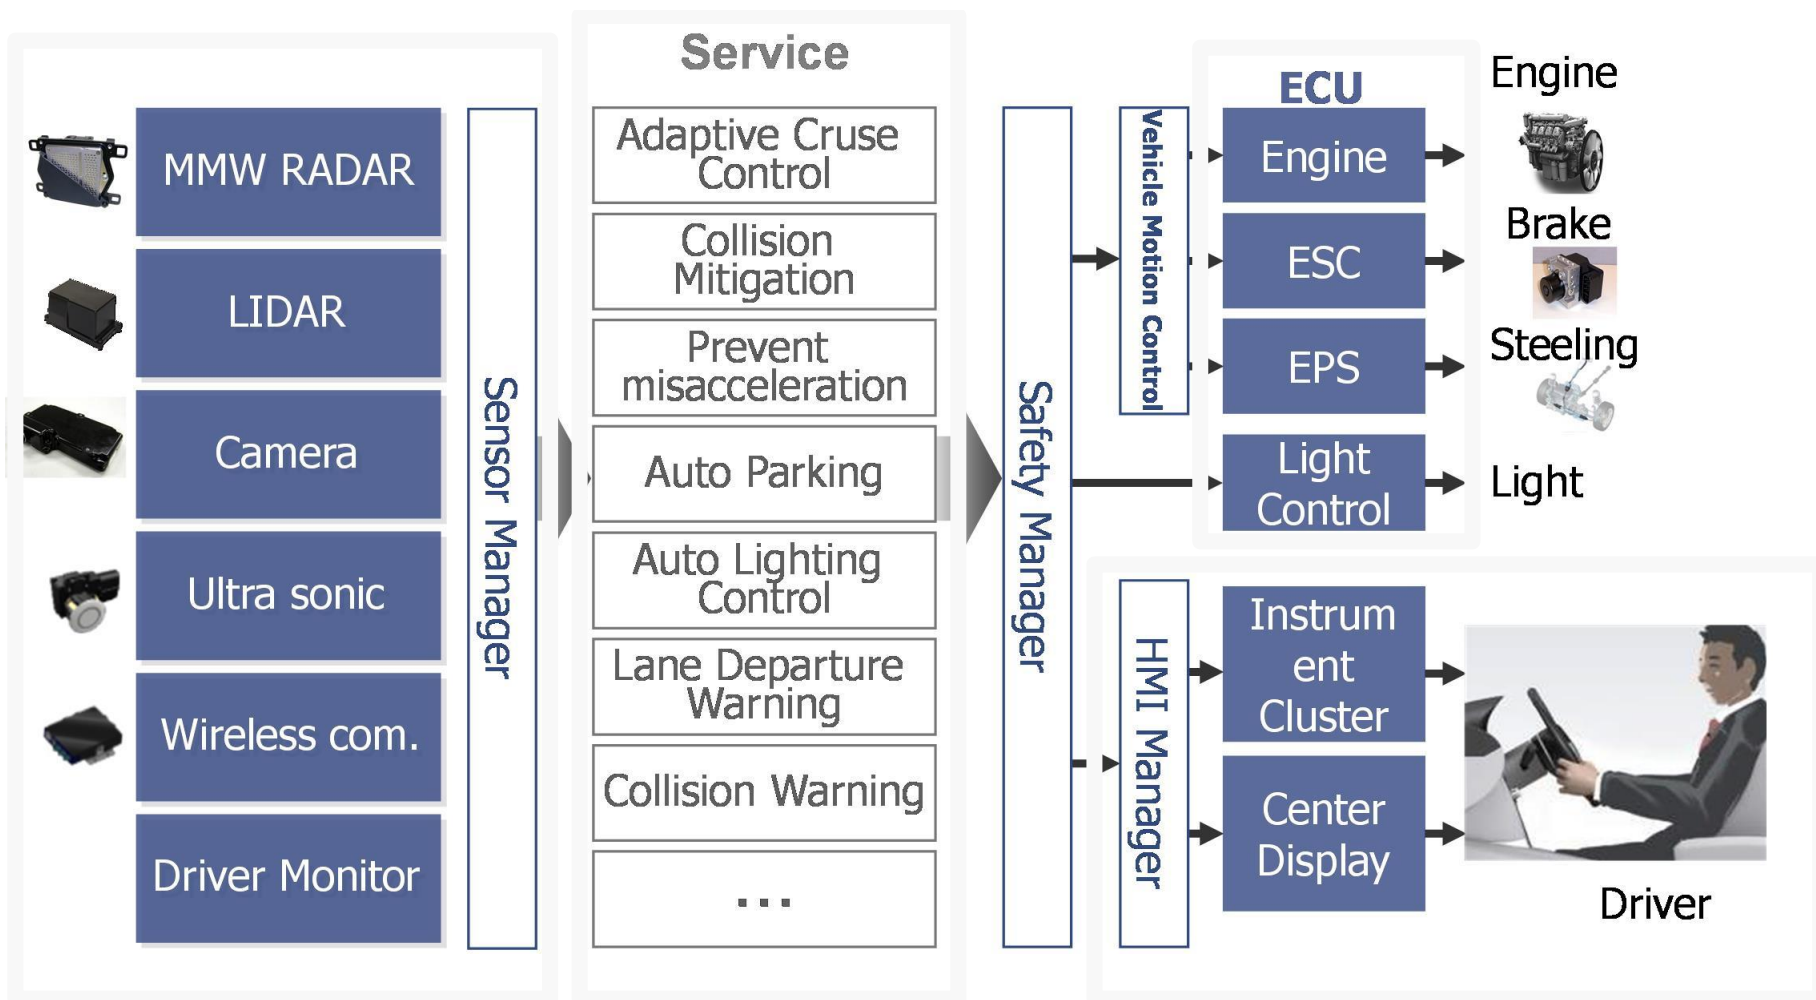 MMW RADAR
LIDAR
Camera
Ultra sonic
Wireless com.
Driver Monitor
Sensor Manager
Service
Adaptive Cruse
Control
Collision
Mitigation
Prevent
misacceleration
Auto Parking
Auto Lighting
Control
Lane Departure
Warning
Collision Warning
...
Safety Manager
Vehicle Motion Control
ECU
Engine
ESC
EPS
Light
Control
Engine
Brake
Steeling
Light
HMI Manager
Instrum
ent
Cluster
Center
Display
Driver